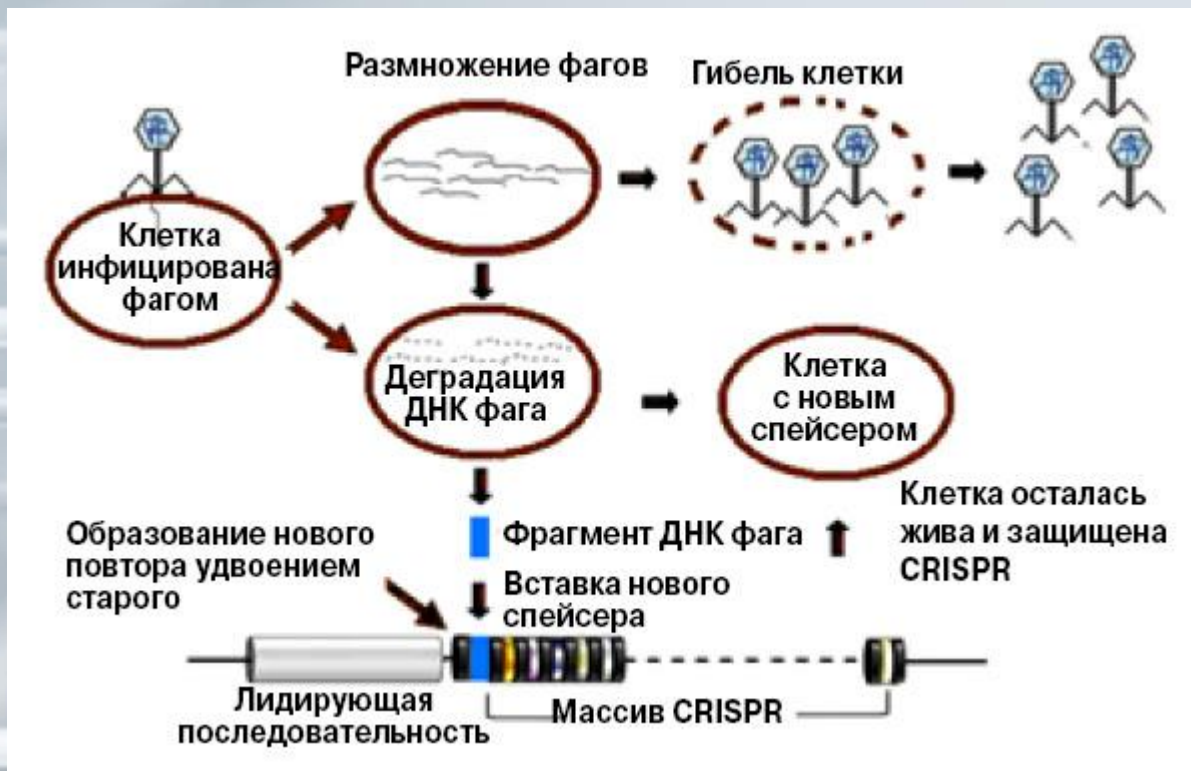 Размножение фагов
Гибель клетки
Клетка
инфицирована
фагом
Деградация
ДНК фага
Клетка
с новым
спейсером
Клетка осталась
жива и защищена
CRISPR
Фрагмент ДНК фага
Образование нового
повтора удвоением
старого
Вставка нового
спейсера
Лидирующая
последовательность
Массив CRISPR